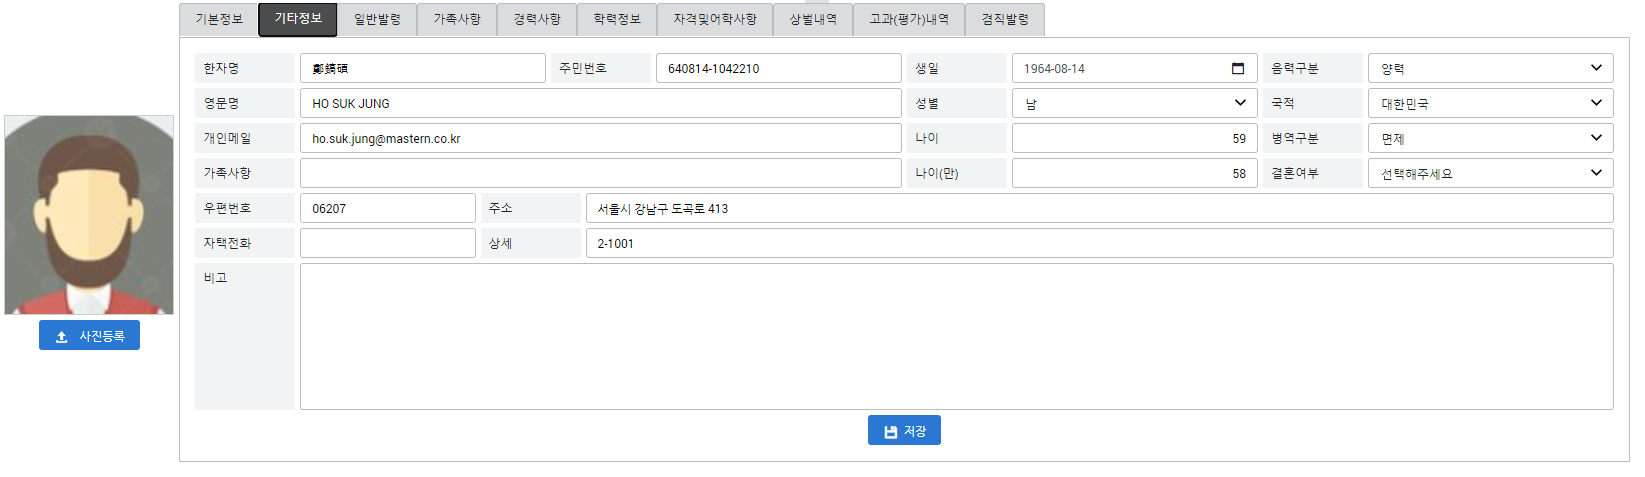 기본정보 기타정보 일반발령 가족사항 경력사항 학력정보 자격및어학사항 상벌내역 고과(평가)내역 겸직발령
한자명 鄭鎬碩 주민번호 640814-1042210 생일 1964-08-14 음력구분 양력
영문명 HO SUK JUNG 성별 남 국적 대한민국
개인메일 ho.suk.jung@mastern.co.kr 나이 59 병역구분 면제
가족사항 나이(만) 58 결혼여부 선택해주세요
우편번호 06207 주소 서울시 강남구 도곡로 413
자택전화 상세 2-1001
비고
사진등록
저장